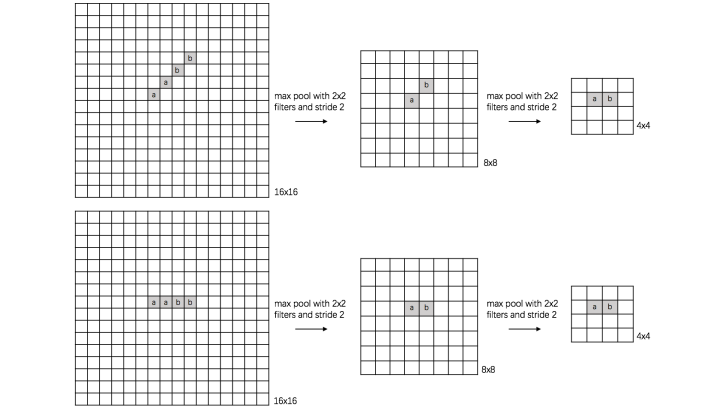 b
b
a
a
max pool with 2x2
filters and stride 2
b
a
max pool with 2x2
filters and stride 2
a b
4x4
8x8
16x16
a a b b
max pool with 2x2
filters and stride 2
a b
max pool with 2x2
filters and stride 2
a b
4x4
8x8
16x16